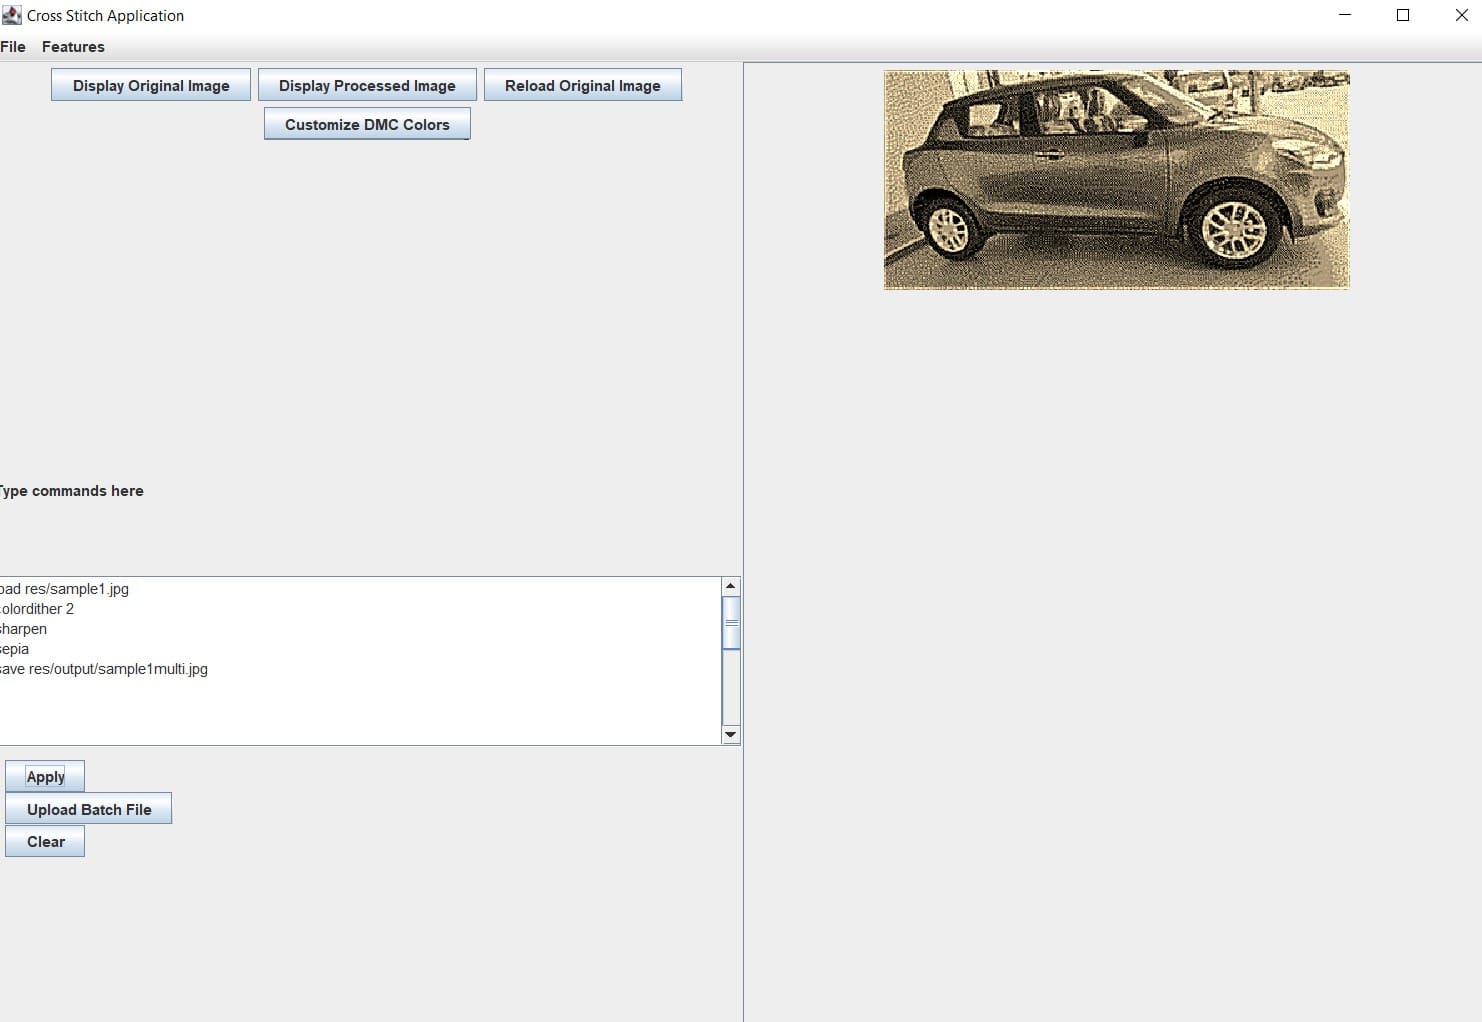 Cross Stitch Application
File Features
Display Original Image Display Processed Image Reload Original Image
Customize DMC Colors
Type commands here
oad res/sample1.jpg
olordither 2
sharpen
sepia
save res/output/sample1multi.jpg
Apply
Upload Batch File
Clear